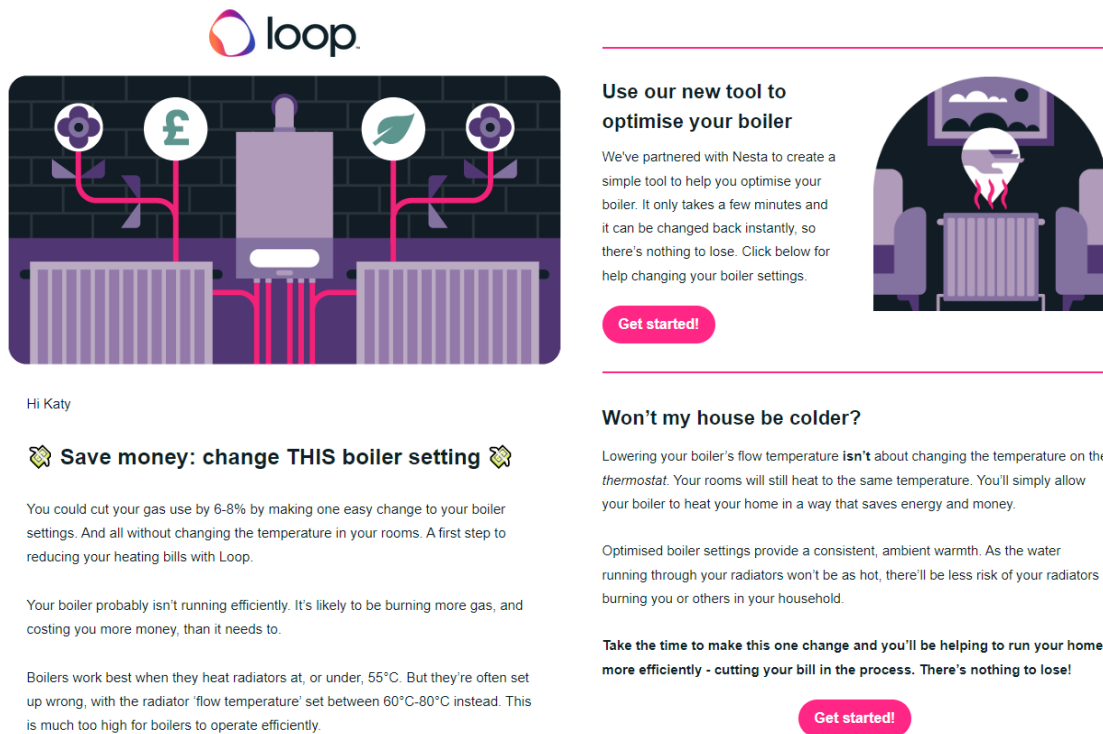 loop™
£
Hi Katy
💸 Save money: change THIS boiler setting 💸
You could cut your gas use by 6-8% by making one easy change to your boiler
settings. And all without changing the temperature in your rooms. A first step to
reducing your heating bills with Loop.
Your boiler probably isn't running efficiently. It's likely to be burning more gas, and
costing you more money, than it needs to.
Boilers work best when they heat radiators at, or under, 55°C. But they're often set
up wrong, with the radiator 'flow temperature' set between 60°C-80°C instead. This
is much too high for boilers to operate efficiently.
Use our new tool to
optimise your boiler
We've partnered with Nesta to create a
simple tool to help you optimise your
boiler. It only takes a few minutes and
it can be changed back instantly, so
there's nothing to lose. Click below for
help changing your boiler settings.
Get started!
Won't my house be colder?
Lowering your boiler's flow temperature isn't about changing the temperature on the
thermostat. Your rooms will still heat to the same temperature. You'll simply allow
your boiler to heat your home in a way that saves energy and money.
Optimised boiler settings provide a consistent, ambient warmth. As the water
running through your radiators won't be as hot, there'll be less risk of your radiators
burning you or others in your household.
Take the time to make this one change and you'll be helping to run your home
more efficiently - cutting your bill in the process. There's nothing to lose!
Get started!